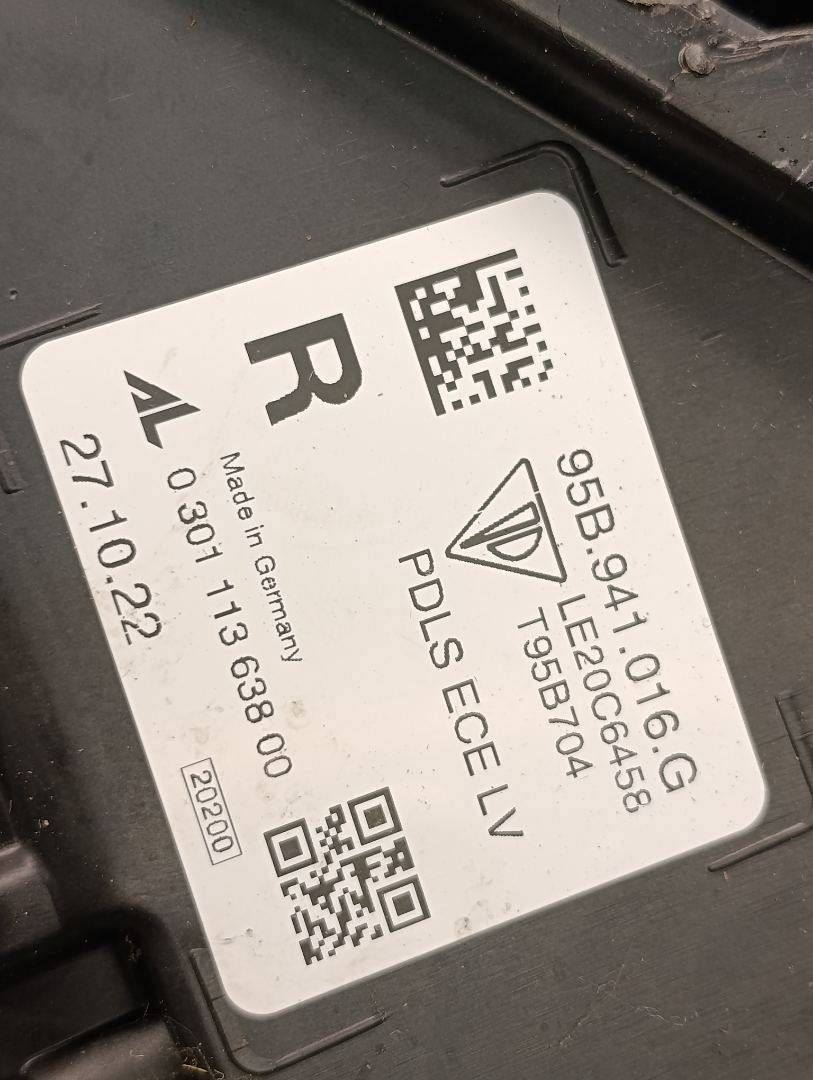 95B.941.016.G
LE20C6458
T95B704
PDLS ECE LV
R
Made in Germany
AL
0 301 113 638 00
20200
27.10.22